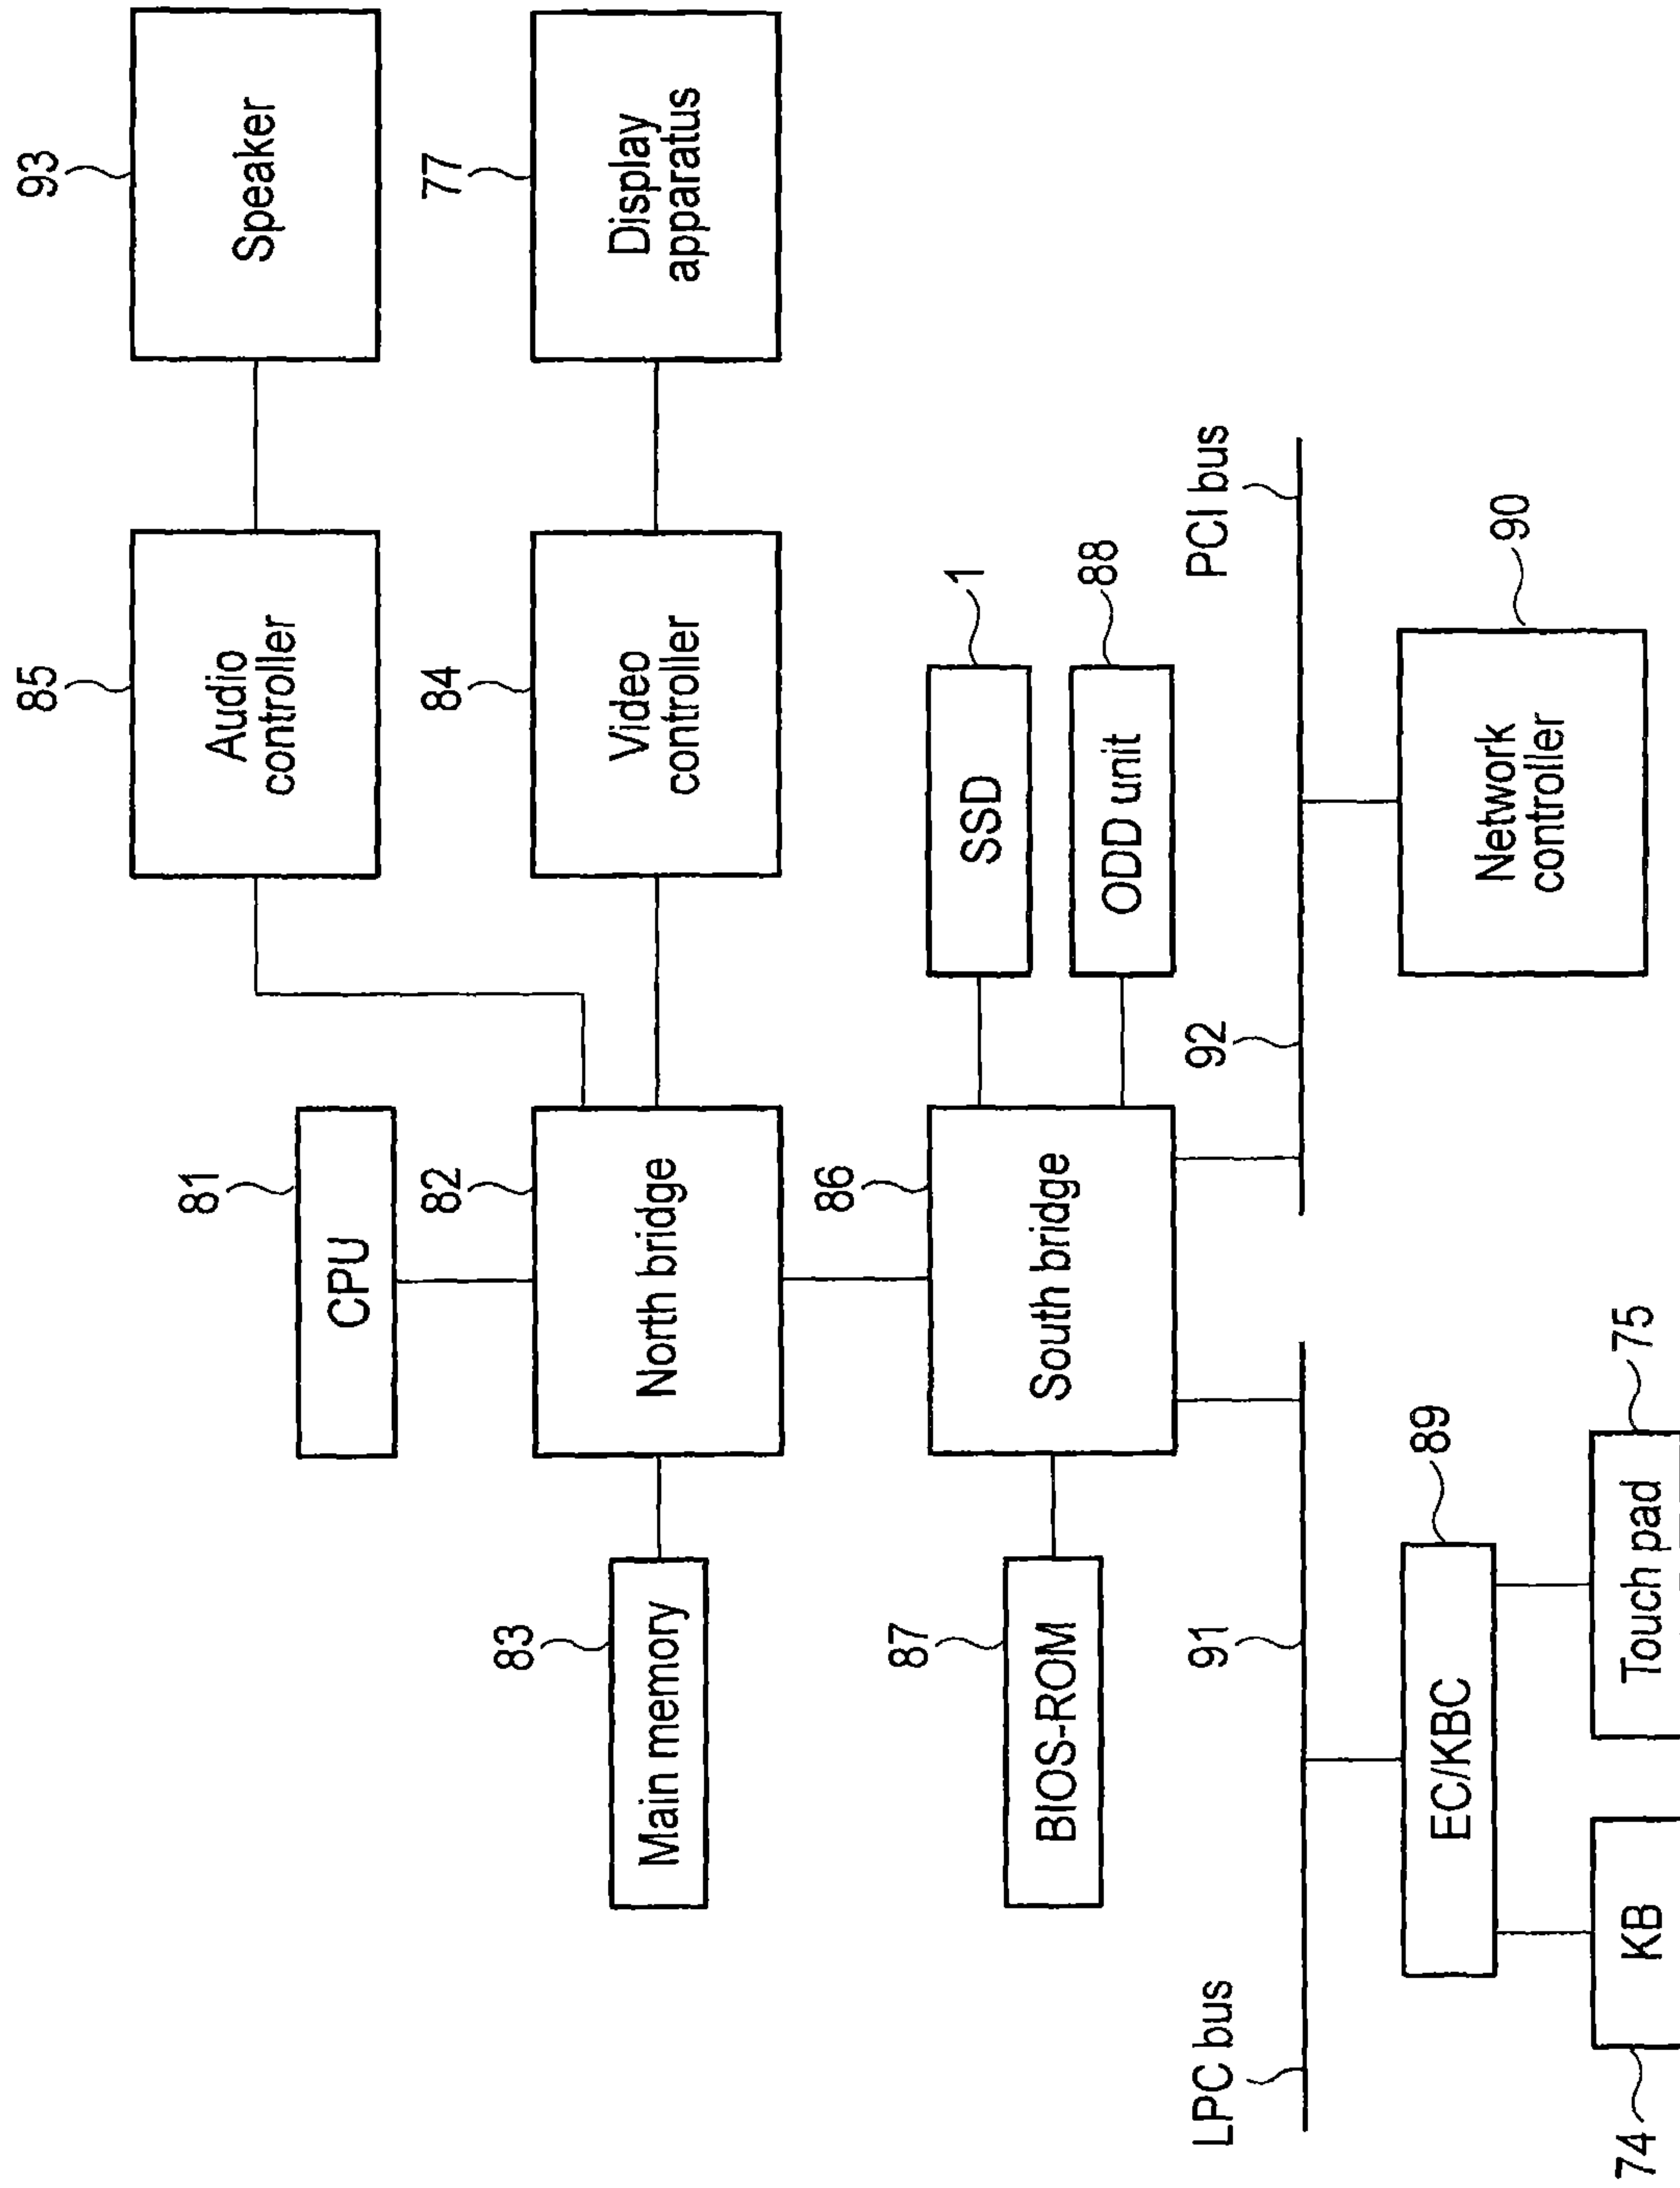 93
Speaker
77
Display
apparatus
85
Audio
controller
84
Video
controller
81
CPU
82
North bridge
83
Main memory
86
South bridge
1
SSD
88
ODD unit
87
BIOS-ROM
PCI bus
92
90
Network
controller
LPC bus
91
89
EC/KBC
75
Touch pad
74
KB